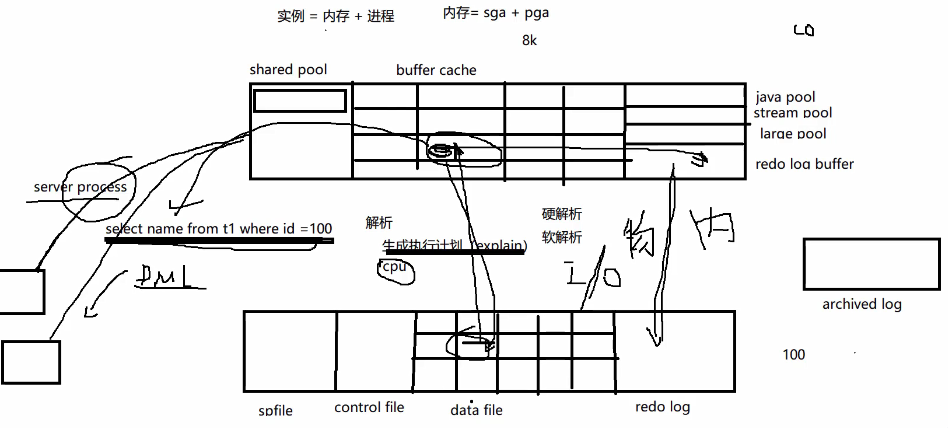 实例 = 内存 + 进程
内存= sga + pga
8k
LO
shared pool
buffer cache
java pool
stream pool
large pool
redo log buffer
server process
select name from t1 where id =100
解析
生成执行计划（explain）
cpu
硬解析
软解析
物
内
IO
DML
archived log
100
spfile
control file
data file
redo log